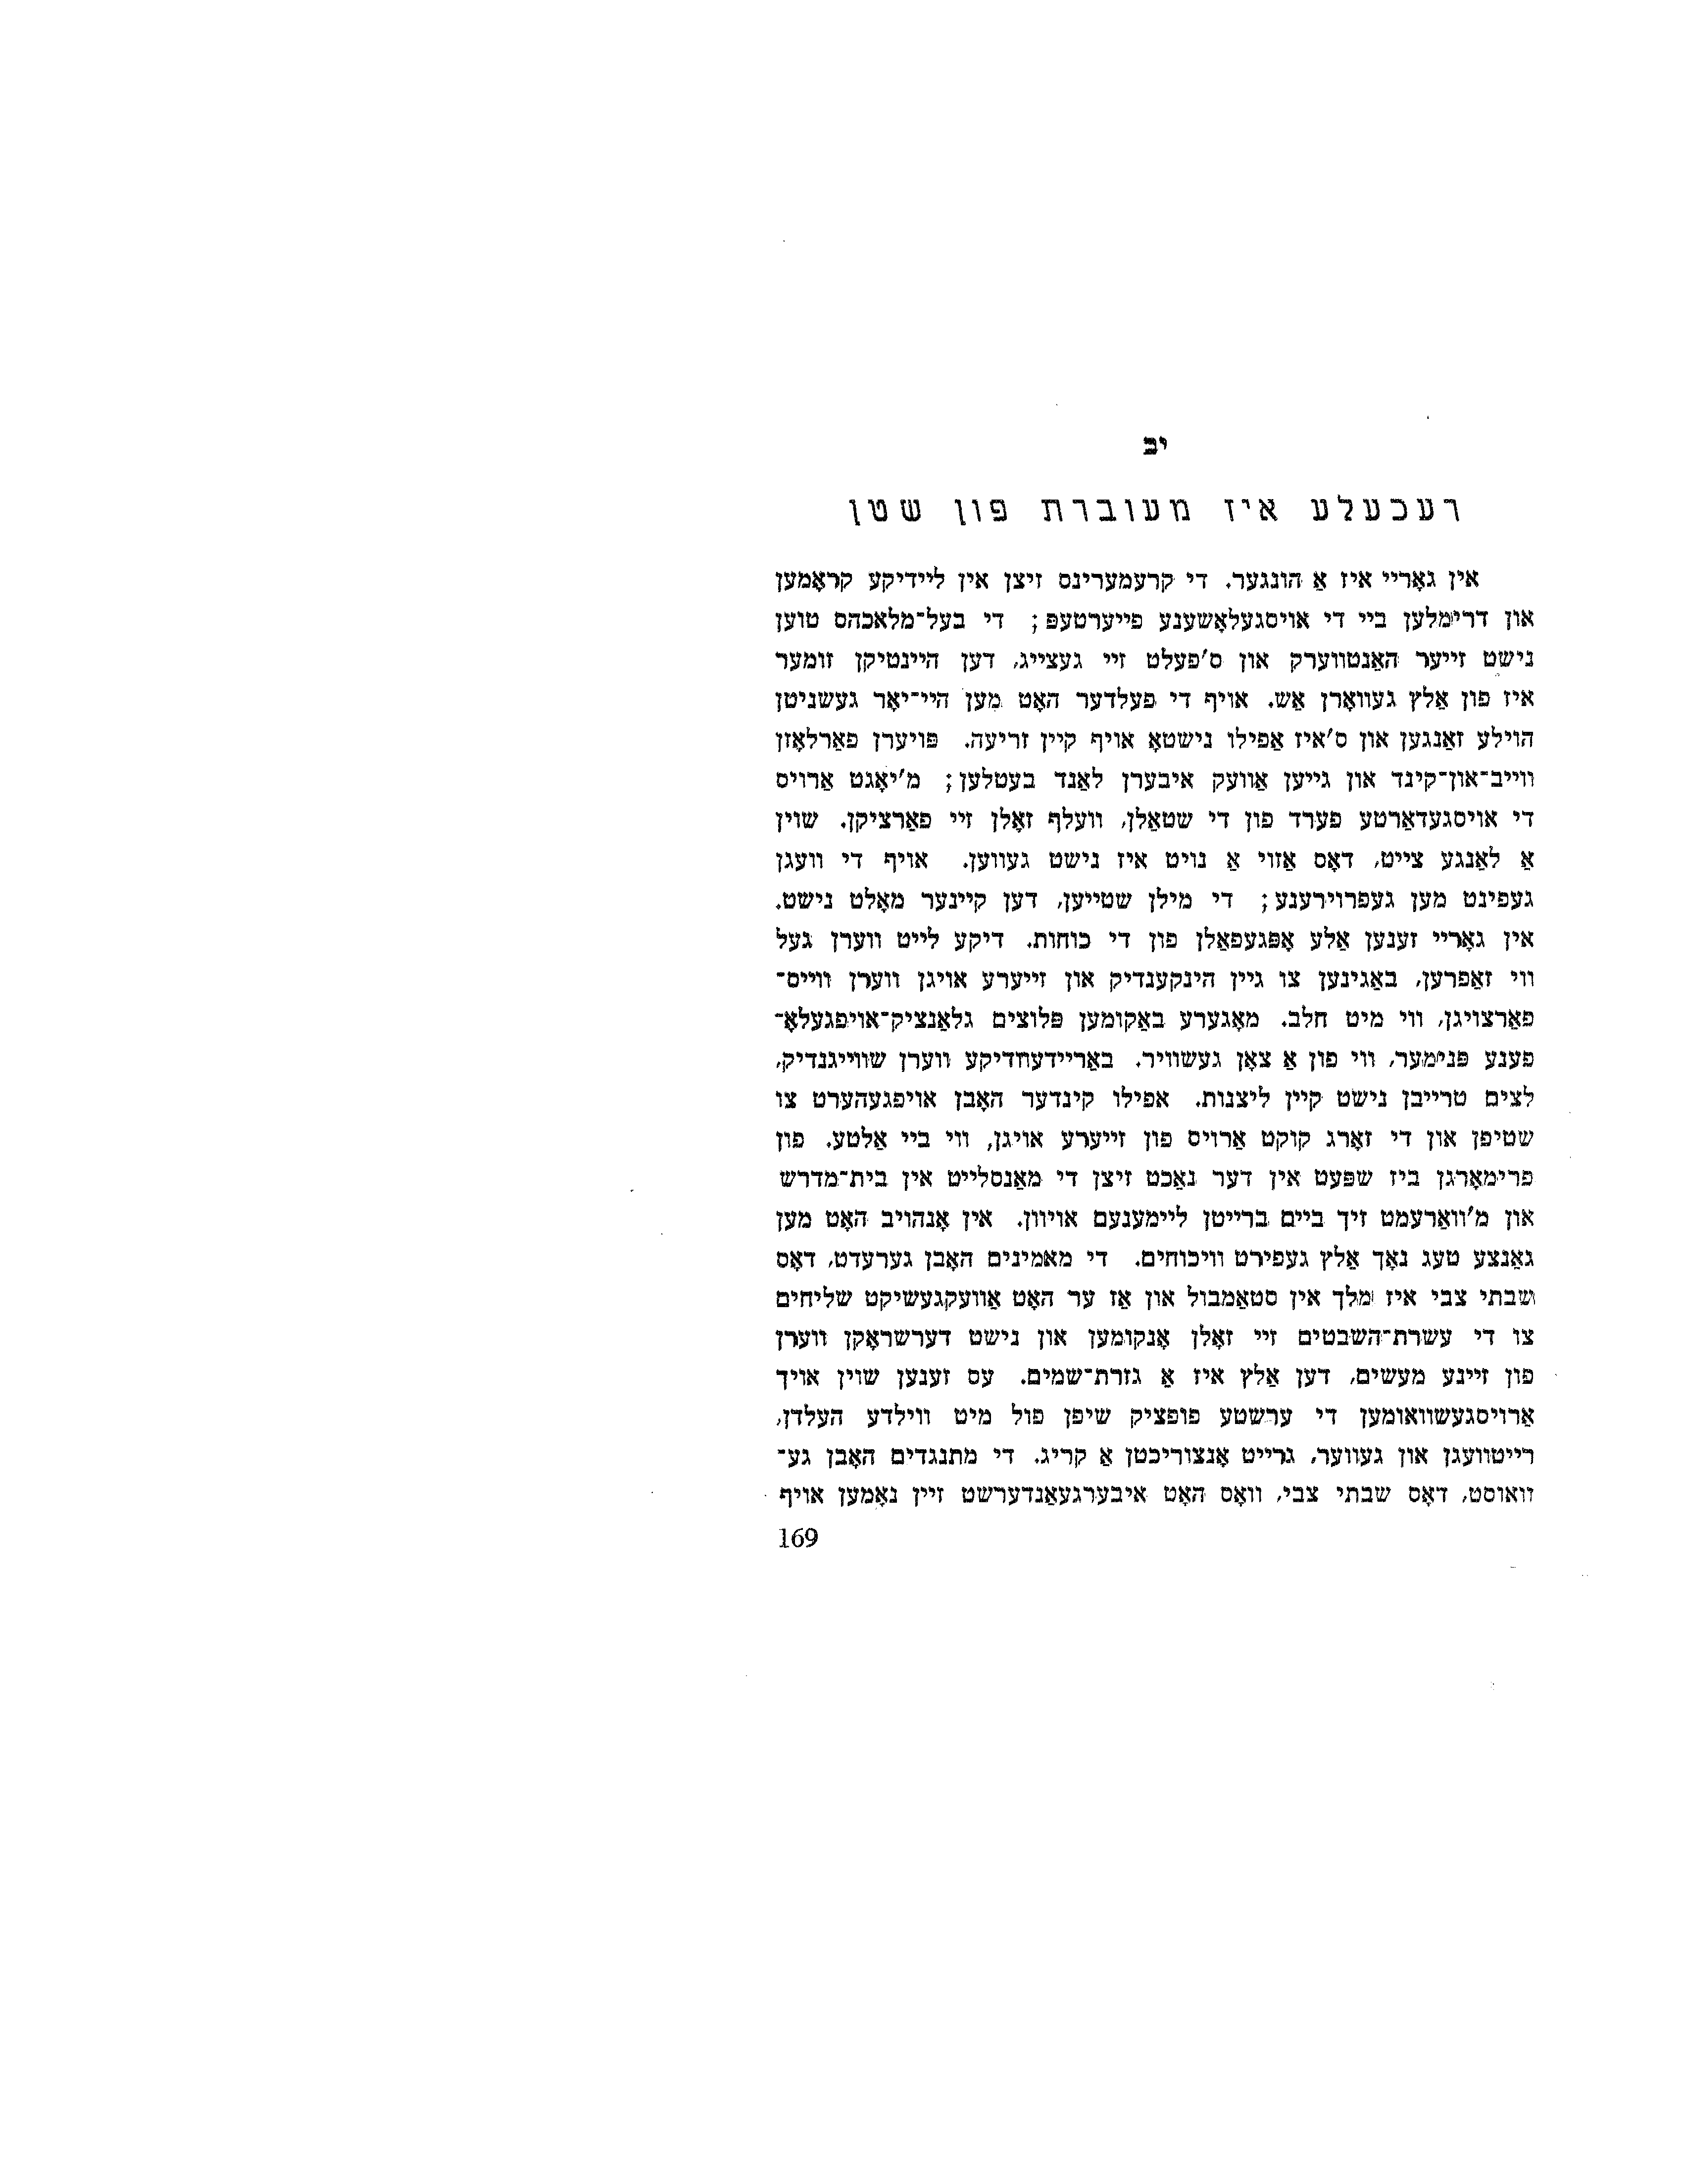 יב
רעכעלע איז מעוברת פון שטן
אין גאָריי איז אַ הונגער. די קרעמערינס זיצן אין ליידיקע קראָמען
און דרימלען ביי די אויסגעלאָשענע פייערטעפּ; די בעל־מלאכהס טוען
נישט זייער האַנטווערק און ס'פעלט זיי געצייג, דען היינטיקן זומער
איז פון אַלץ געוואָרן אַש. אויף די פעלדער האָט מען היי־יאָר געשניטן
הוילע זאַנגען און ס'איז אַפילו נישטאָ אויף קיין זריעה. פּויערן פאַרלאָזן
ווייב־און־קינד און גייען אַוועק איבערן לאַנד בעטלען; מ'יאָגט אַרויס
די אויסגעדאַרטע פערד פון די שטאַלן, וועלף זאָלן זיי פאַרציקן. שוין
אַ לאַנגע צייט, דאָס אַזוי אַ נויט איז נישט געווען. אויף די וועגן
געפינט מען געפרוירענע; די מילן שטייען, דען קיינער מאָלט נישט.
אין גאָריי זענען אַלע אָפּגעפאַלן פון די כוחות. דיקע לייט ווערן געל
ווי זאַפרען, באַגינען צו גיין הינקענדיק און זייערע אויגן ווערן ווייס־
פאַרצויגן, ווי מיט חלב. מאָגערע באַקומען פּלוצים גלאַנציק־אויפגעלאָ־
פענע פּנימער, ווי פון אַ צאָן געשוויר. באַריידעוודיקע ווערן שווייגנדיק,
לצים טרייבן נישט קיין ליצנות. אפילו קינדער האָבן אויפגעהערט צו
שטיפן און די זאָרג קוקט אַרויס פון זייערע אויגן, ווי ביי אַלטע. פון
פרימאָרגן ביז שפּעט אין דער נאַכט זיצן די מאַנסלייט אין בית־מדרש
און מ'וואַרעמט זיך ביים ברייטן ליימענעם אויוון. אין אָנהויב האָט מען
גאַנצע טעג נאָך אַלץ געפירט וויכוחים. די מאמינים האָבן גערעדט, דאָס
שבתי צבי איז מלך אין סטאַמבול און אַז ער האָט אַוועקגעשיקט שליחים
צו די עשרת־השבטים זיי זאָלן אָנקומען און נישט דערשראָקן ווערן
פון זיינע מעשים, דען אַלץ איז אַ גזרת־שמים. עס זענען שוין אויך
אַרויסגעשוואומען די ערשטע פופציק שיפן פול מיט ווילדע העלדן,
רייטוועגן און געווער, גרייט אָנצוריכטן אַ קריג. די מתנגדים האָבן גע־
וואוסט, דאָס שבתי צבי, וואָס האָט איבערגעאַנדערשט זיין נאָמען אויף
169